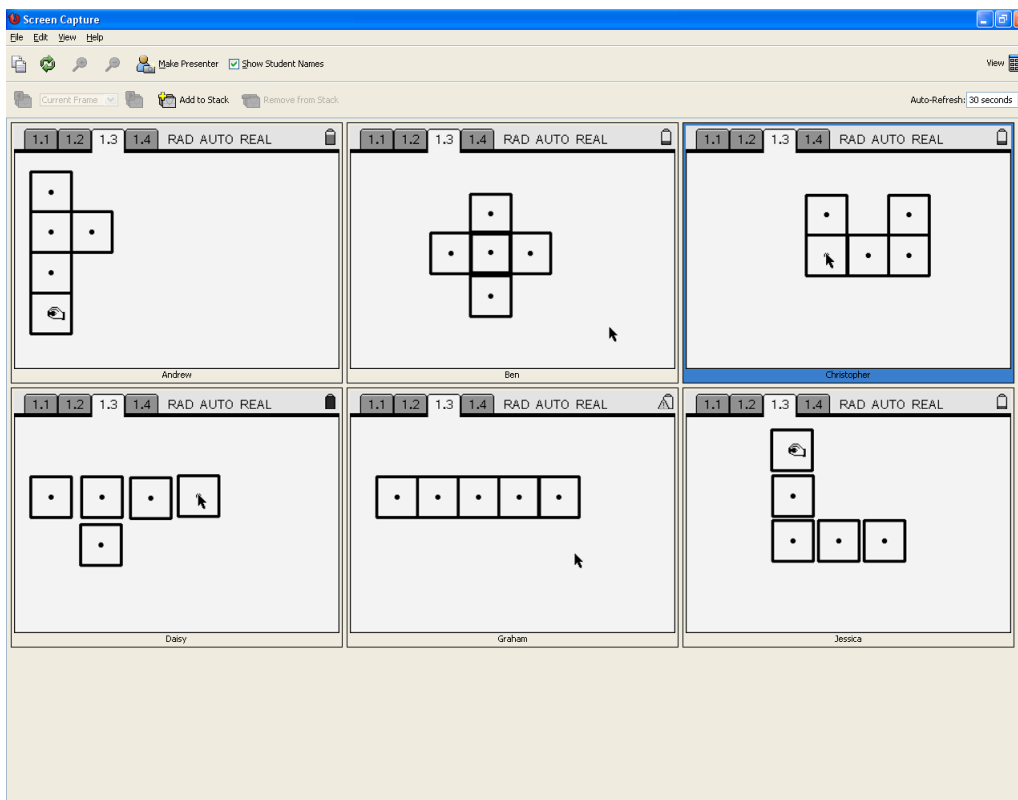 Screen Capture
File Edit View Help
Make Presenter Show Student Names View
Current Frame Add to Stack Remove from Stack Auto-Refresh: 30 seconds
1.1 1.2 1.3 1.4 RAD AUTO REAL
1.1 1.2 1.3 1.4 RAD AUTO REAL
1.1 1.2 1.3 1.4 RAD AUTO REAL
Andrew
Ben
Christopher
1.1 1.2 1.3 1.4 RAD AUTO REAL
1.1 1.2 1.3 1.4 RAD AUTO REAL
1.1 1.2 1.3 1.4 RAD AUTO REAL
Daisy
Graham
Jessica